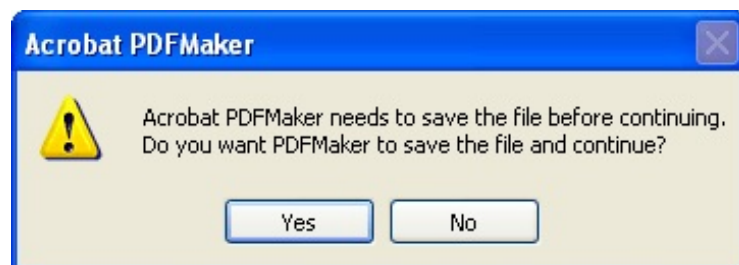 Acrobat PDFMaker
Acrobat PDFMaker needs to save the file before continuing.
Do you want PDFMaker to save the file and continue?
Yes
No